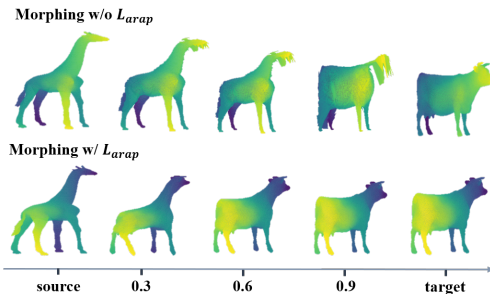 Morphing w/o L_arap
Morphing w/ L_arap
source 0.3 0.6 0.9 target